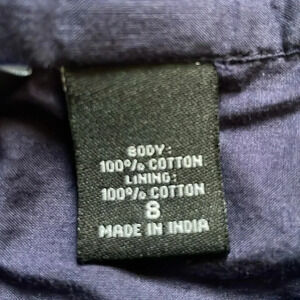 BODY:
100% COTTON
LINING:
100% COTTON
8
MADE IN INDIA